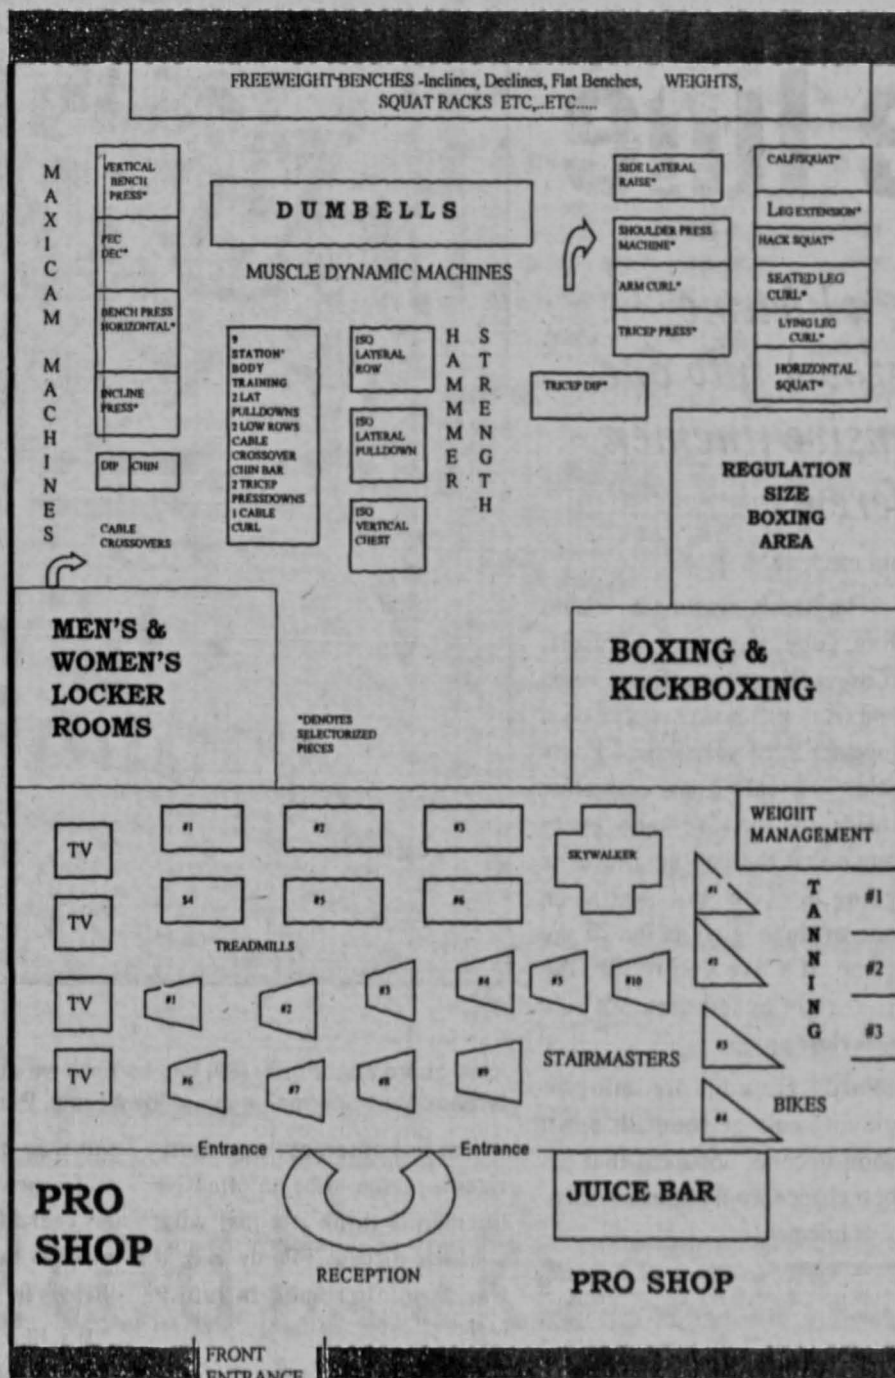 FREEWEIGHT-BENCHES -Inclines, Declines, Flat Benches, WEIGHTS,
SQUAT RACKS ETC,..ETC.....
MAXICAM MACHINES
VERTICAL
BENCH
PRESS*
PEC
DEC*
BENCH PRESS
HORIZONTAL*
INCLINE
PRESS*
DIP CHIN
CABLE
CROSSOVERS
DUMBELLS
MUSCLE DYNAMIC MACHINES
9
STATION*
BODY
TRAINING
2 LAT
PULLDOWNS
2 LOW ROWS
CABLE
CROSSOVER
CHIN BAR
2 TRICEP
PRESSDOWNS
1 CABLE
CURL
ISO
LATERAL
ROW
ISO
LATERAL
PULLDOWN
ISO
VERTICAL
CHEST
HAMMMER
STRENGTH
SIDE LATERAL
RAISE*
SHOULDER PRESS
MACHINE*
ARM CURL*
TRICEP PRESS*
TRICEP DIP*
CALF/SQUAT*
LEG EXTENSION*
HACK SQUAT*
SEATED LEG
CURL*
LYING LEG
CURL*
HORIZONTAL
SQUAT*
REGULATION
SIZE
BOXING
AREA
MEN'S &
WOMEN'S
LOCKER
ROOMS
*DENOTES
SELECTORIZED
PIECES
BOXING &
KICKBOXING
TV
TV
TV
TV
#1 #2 #3
$4 #5 #6
TREADMILLS
SKYWALKER
WEIGHT
MANAGEMENT
TANNING
#1
#2
#3
#1 #2 #3 #4 #5 #10
#6 #7 #8 #9
STAIRMASTERS
#1
#2
#3
#4
BIKES
Entrance Entrance
PRO
SHOP
RECEPTION
JUICE BAR
PRO SHOP
FRONT
ENTRANCE